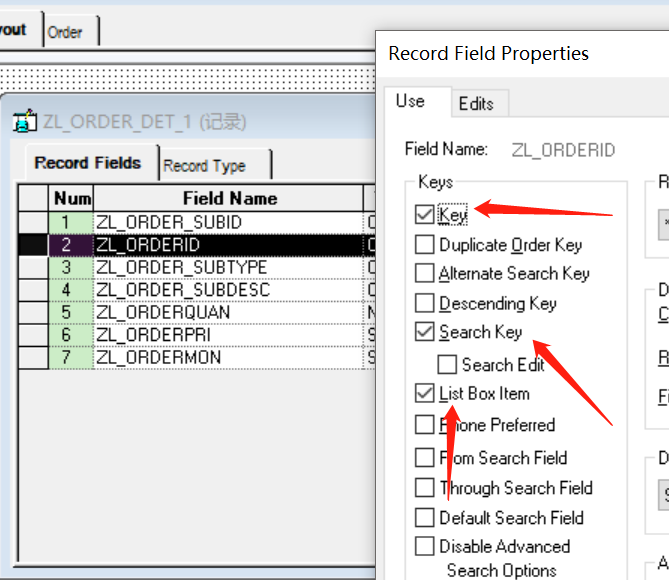 yout Order
ZL_ORDER_DET_1 (记录)
Record Fields Record Type
Num Field Name
1 ZL_ORDER_SUBID C
2 ZL_ORDERID C
3 ZL_ORDER_SUBTYPE C
4 ZL_ORDER_SUBDESC C
5 ZL_ORDERQUAN N
6 ZL_ORDERPRI S
7 ZL_ORDERMON S
Record Field Properties
Use Edits
Field Name: ZL_ORDERID
Keys
Key
Duplicate Order Key
Alternate Search Key
Descending Key
Search Key
Search Edit
List Box Item
Phone Preferred
From Search Field
Through Search Field
Default Search Field
Disable Advanced
Search Options